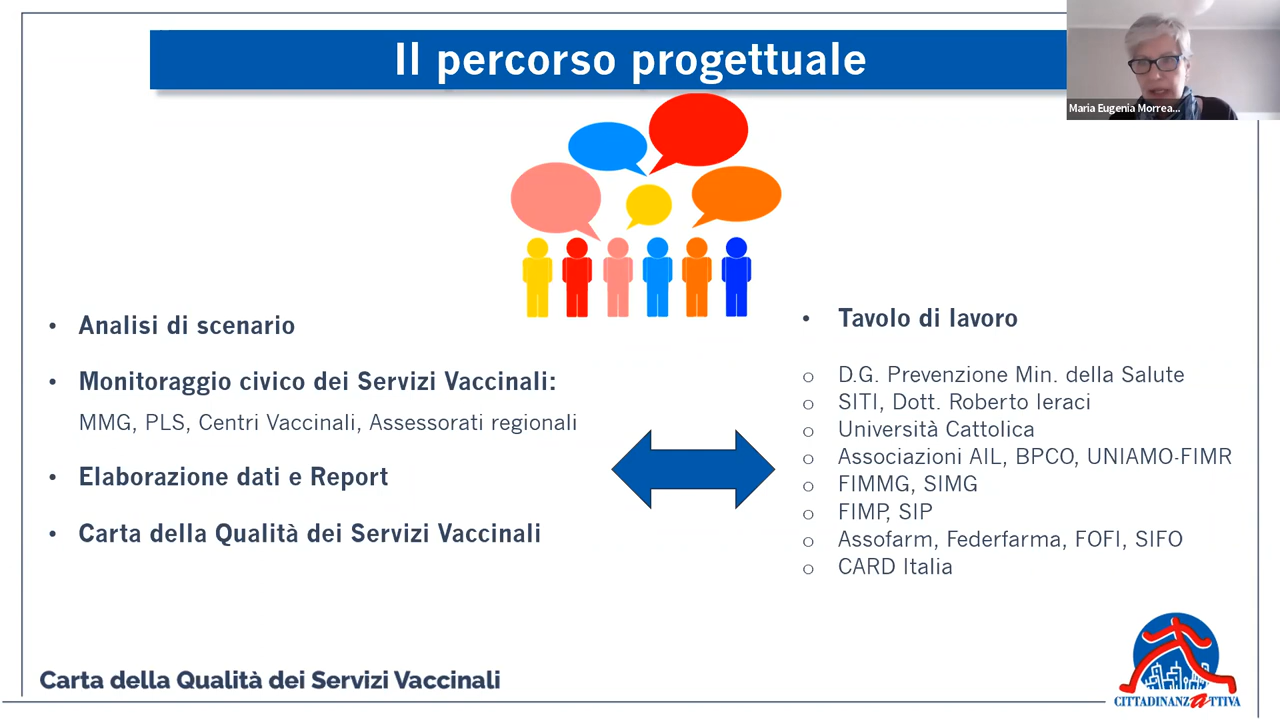 Il percorso progettuale
Maria Eugenia Morrea...
• Analisi di scenario
• Monitoraggio civico dei Servizi Vaccinali:
MMG, PLS, Centri Vaccinali, Assessorati regionali
• Elaborazione dati e Report
• Carta della Qualità dei Servizi Vaccinali
• Tavolo di lavoro
o D.G. Prevenzione Min. della Salute
o SITI, Dott. Roberto Ieraci
o Università Cattolica
o Associazioni AIL, BPCO, UNIAMO-FIMR
o FIMMG, SIMG
o FIMP, SIP
o Assofarm, Federfarma, FOFI, SIFO
o CARD Italia
Carta della Qualità dei Servizi Vaccinali
CITTADINANZATTIVA